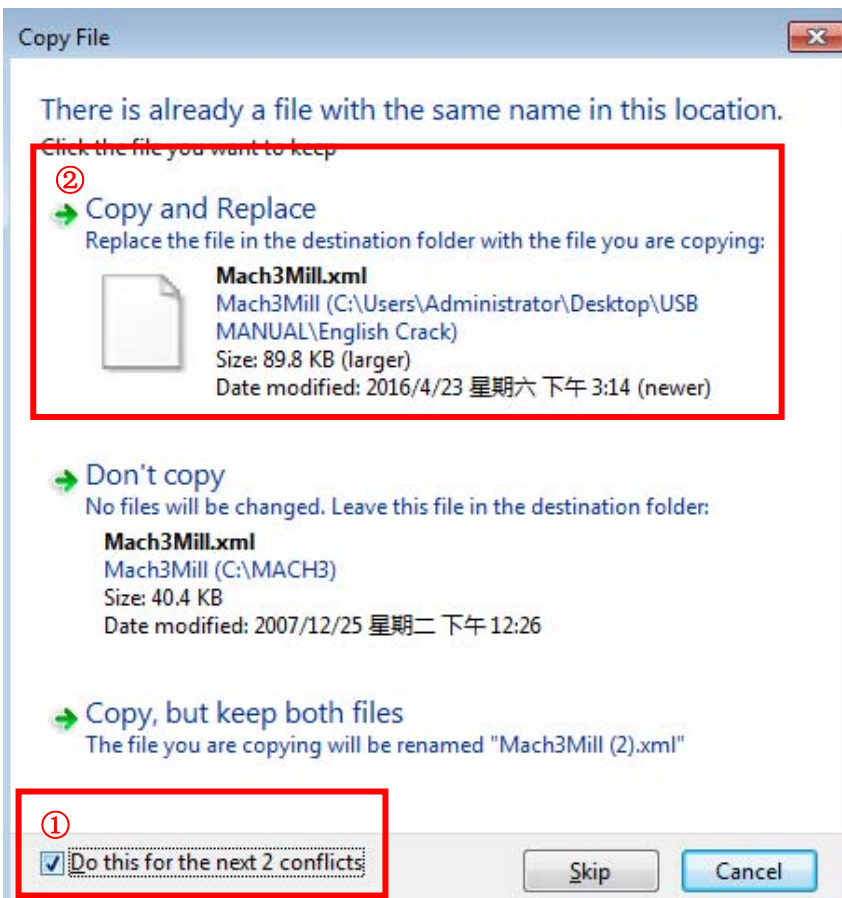 Copy File
There is already a file with the same name in this location.
Click the file you want to keep
②
Copy and Replace
Replace the file in the destination folder with the file you are copying:
Mach3Mill.xml
Mach3Mill (C:\Users\Administrator\Desktop\USB
MANUAL\English Crack)
Size: 89.8 KB (larger)
Date modified: 2016/4/23 星期六 下午 3:14 (newer)
Don't copy
No files will be changed. Leave this file in the destination folder:
Mach3Mill.xml
Mach3Mill (C:\MACH3)
Size: 40.4 KB
Date modified: 2007/12/25 星期二 下午 12:26
Copy, but keep both files
The file you are copying will be renamed "Mach3Mill (2).xml"
①
Do this for the next 2 conflicts
Skip
Cancel